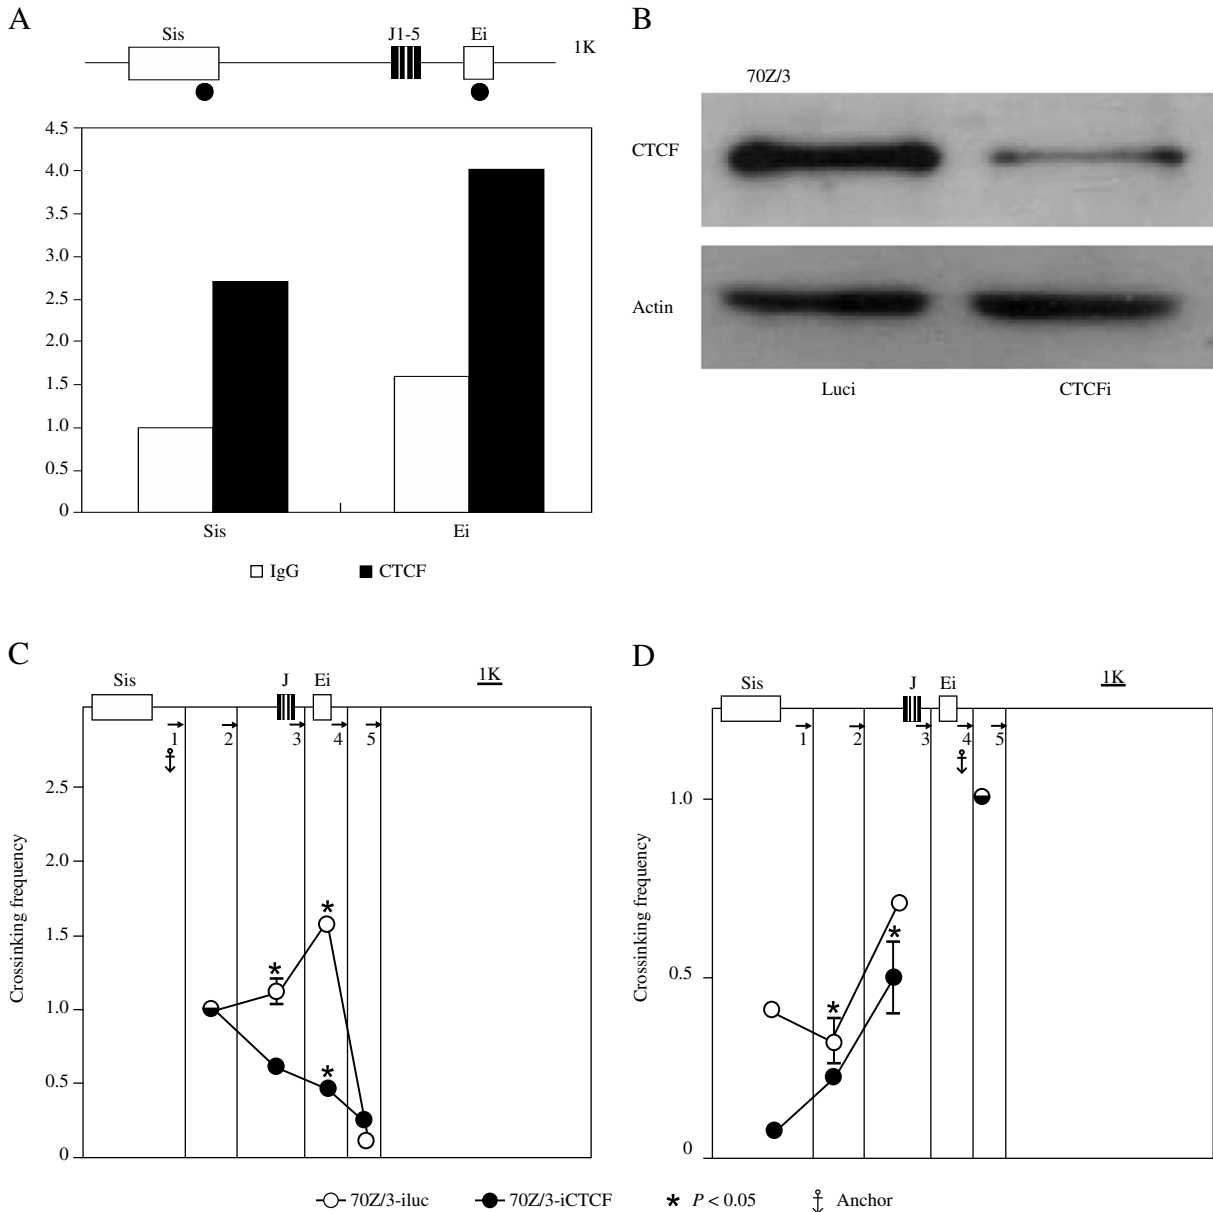 A
Sis
J1-5
Ei
1K
4.5
4.0
3.5
3.0
2.5
2.0
1.5
1.0
0.5
0
Sis
Ei
IgG
CTCF
B
70Z/3
CTCF
Actin
Luci
CTCFi
C
Sis
J
Ei
1K
1
2
3
4
5
2.5
2.0
1.5
1.0
0.5
0
Crossinking frequency
*
*
*
D
Sis
J
Ei
1K
1
2
3
4
5
1.0
0.5
0
Crossinking frequency
*
*
70Z/3-iluc
70Z/3-iCTCF
* P < 0.05
Anchor